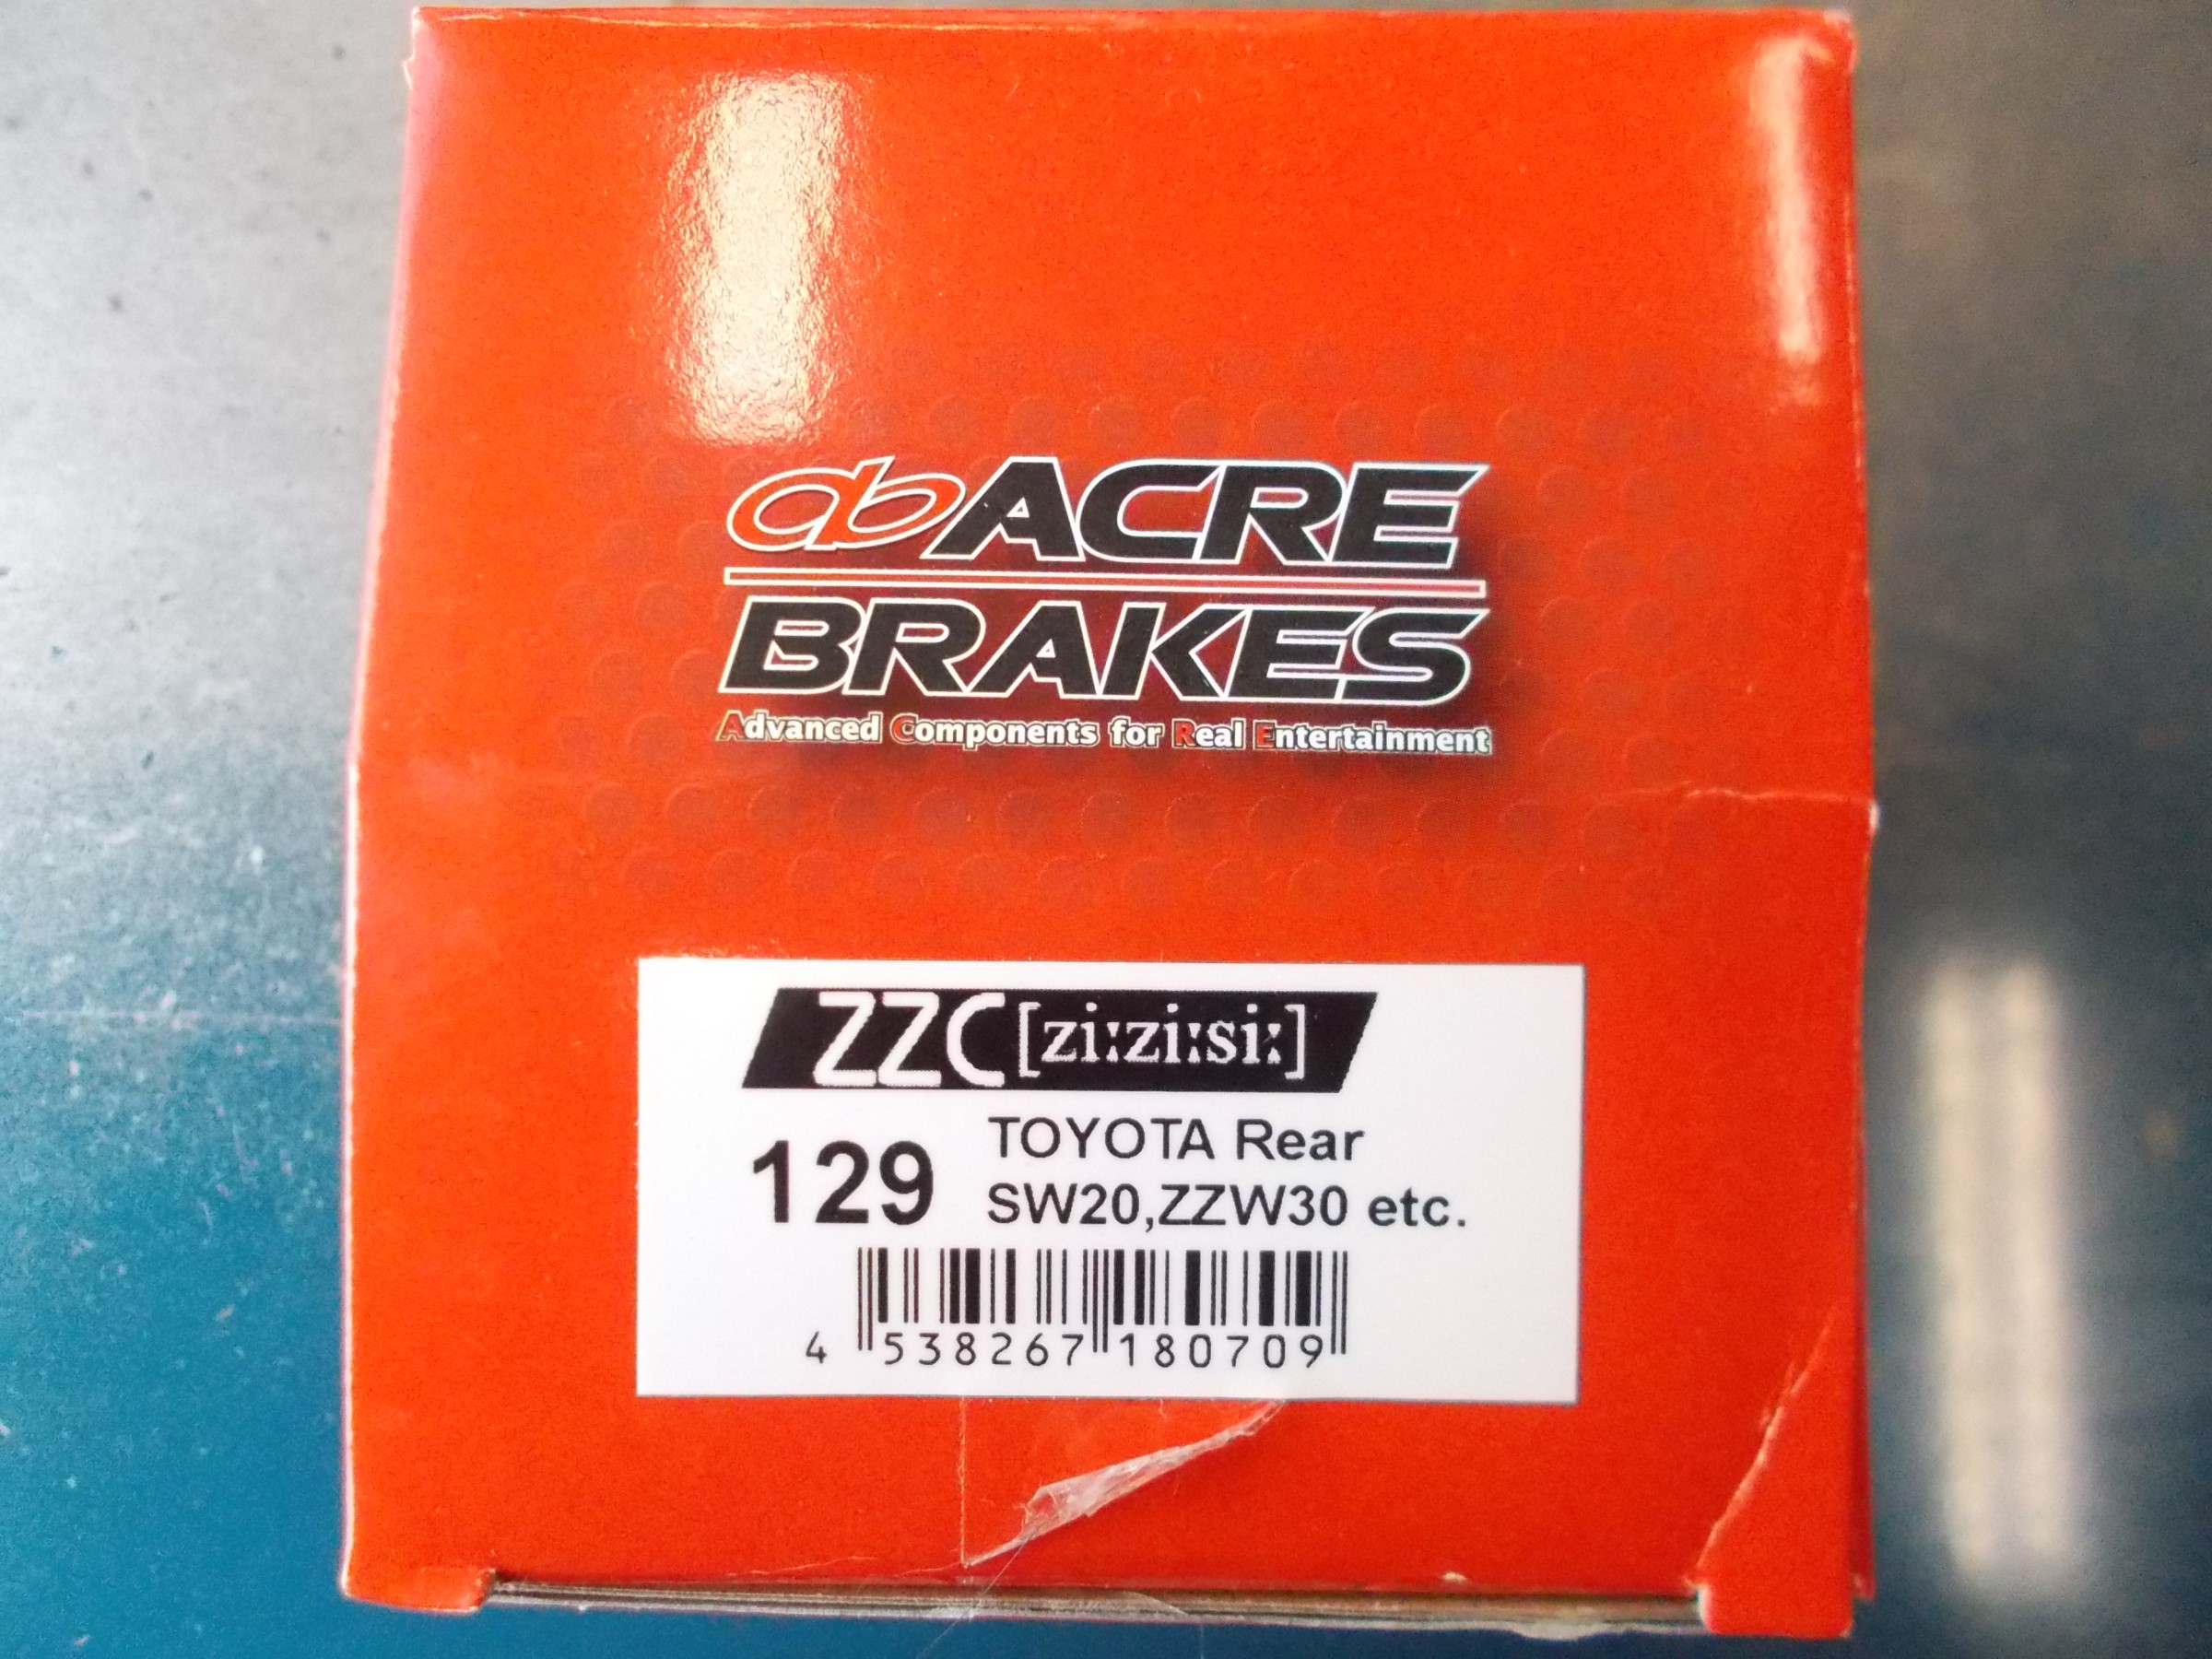 ab ACRE
BRAKES
Advanced Components for Real Entertainment
ZZC [zi:zi:si:]
129
TOYOTA Rear
SW20,ZZW30 etc.
4 538267 180709